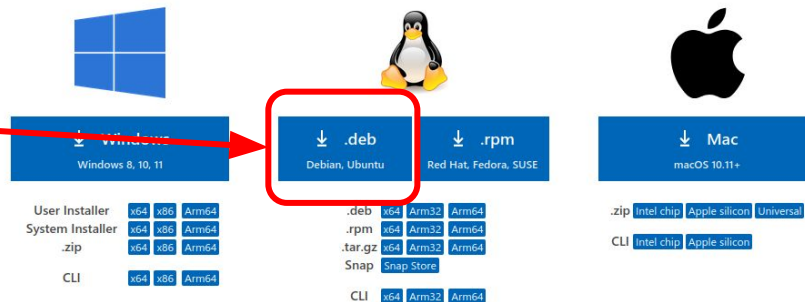 Windows
Windows 8, 10, 11
User Installer x64 x86 Arm64
System Installer x64 x86 Arm64
.zip x64 x86 Arm64
CLI x64 x86 Arm64
.deb
Debian, Ubuntu
.rpm
Red Hat, Fedora, SUSE
.deb x64 Arm32 Arm64
.rpm x64 Arm32 Arm64
.tar.gz x64 Arm32 Arm64
Snap Snap Store
CLI x64 Arm32 Arm64
Mac
macOS 10.11+
.zip Intel chip Apple silicon Universal
CLI Intel chip Apple silicon